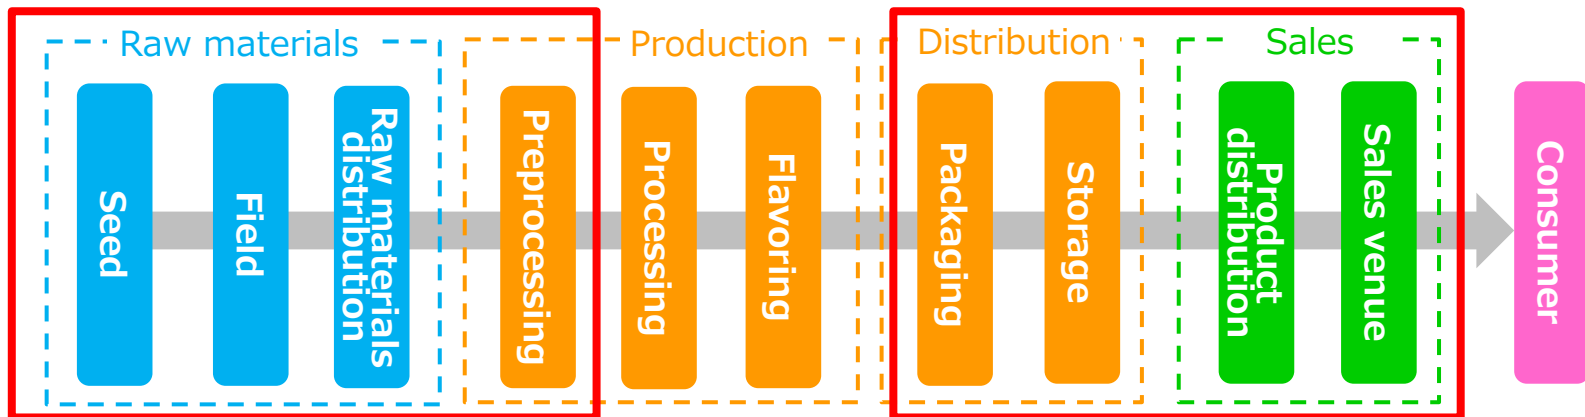 Raw materials
Production
Distribution
Sales
Seed
Field
Raw materials
distribution
Preprocessing
Processing
Flavoring
Packaging
Storage
Product
distribution
Sales venue
Consumer